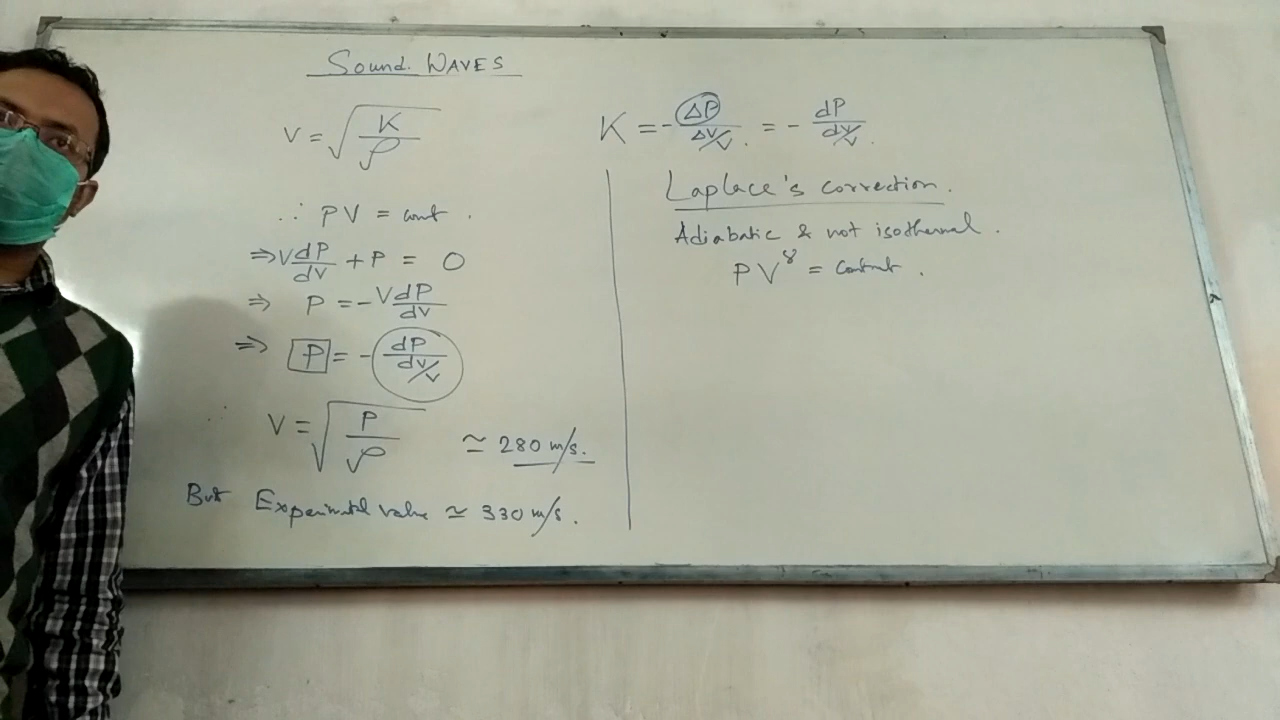 Sound. WAVES
V = √(K/ρ)
K = - ΔP/(ΔV/V) . = - dP/(dV/V) .
∴ PV = const .
⇒ V dP/dV + P = 0
⇒ P = - V dP/dV
⇒ P = - dP/(dV/V)
∴ V = √(P/ρ) ≃ 280 m/s.
But Experimental value ≃ 330 m/s.
Laplace's correction.
Adiabatic & not isothermal .
PV^γ = constant .